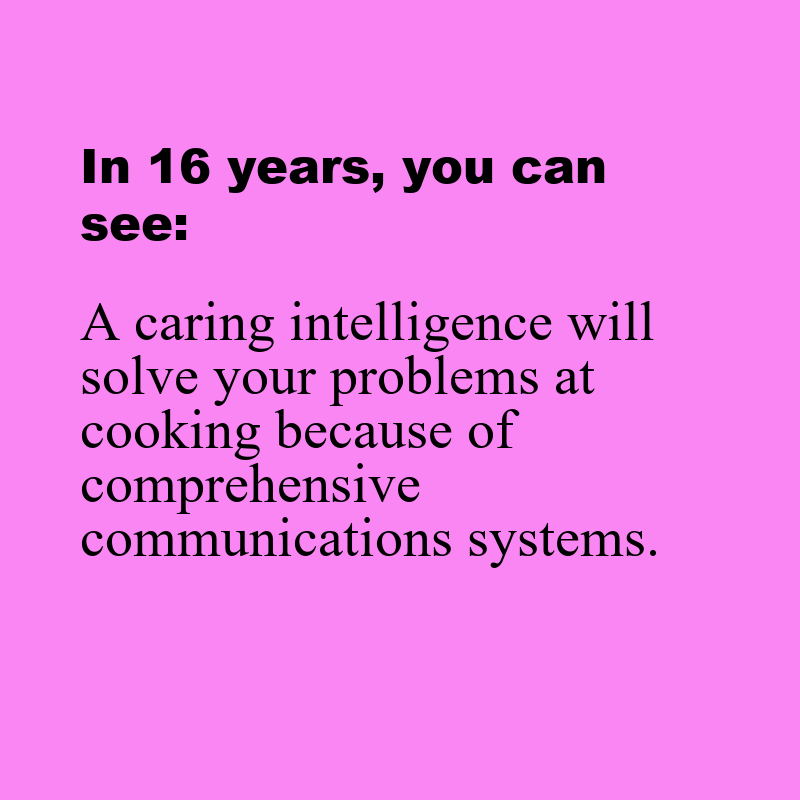 In 16 years, you can
see:
A caring intelligence will
solve your problems at
cooking because of
comprehensive
communications systems.